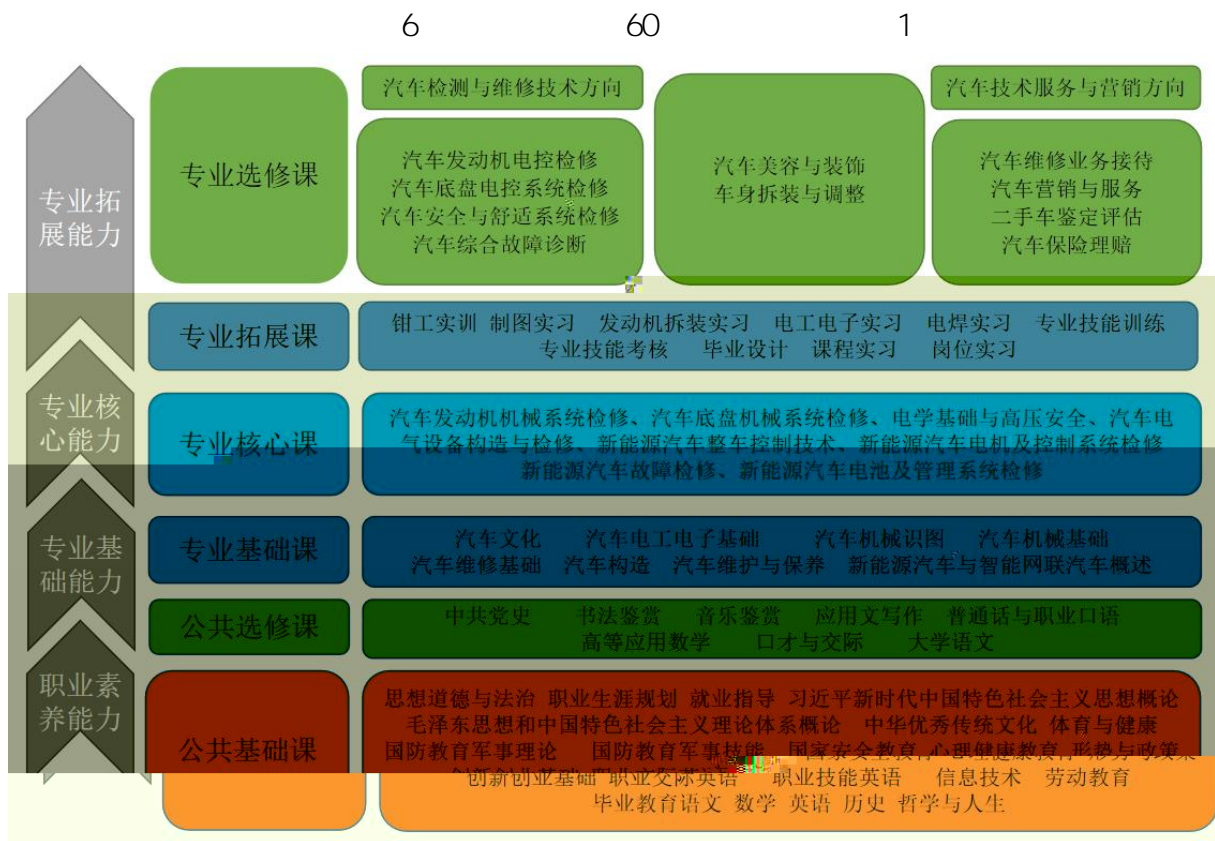 6 60 1
汽车检测与维修技术方向
汽车技术服务与营销方向
专业拓
展能力
专业选修课
汽车发动机电控检修
汽车底盘电控系统检修
汽车安全与舒适系统检修
汽车综合故障诊断
汽车美容与装饰
车身拆装与调整
汽车维修业务接待
汽车营销与服务
二手车鉴定评估
汽车保险理赔
专业拓展课
钳工实训 制图实习 发动机拆装实习 电工电子实习 电焊实习 专业技能训练
专业技能考核 毕业设计 课程实习 岗位实习
专业核
心能力
专业核心课
汽车发动机机械系统检修、汽车底盘机械系统检修、电学基础与高压安全、汽车电
气设备构造与检修、新能源汽车整车控制技术、新能源汽车电机及控制系统检修
新能源汽车故障检修、新能源汽车电池及管理系统检修
专业基
础能力
专业基础课
汽车文化 汽车电工电子基础 汽车机械识图 汽车机械基础
汽车维修基础 汽车构造 汽车维护与保养 新能源汽车与智能网联汽车概述
公共选修课
中共党史 书法鉴赏 音乐鉴赏 应用文写作 普通话与职业口语
高等应用数学 口才与交际 大学语文
职业素
养能力
公共基础课
思想道德与法治 职业生涯规划 就业指导 习近平新时代中国特色社会主义思想概论
毛泽东思想和中国特色社会主义理论体系概论 中华优秀传统文化 体育与健康
国防教育军事理论 国防教育军事技能 国家安全教育 心理健康教育 形势与政策
创新创业基础 职业交际英语 职业技能英语 信息技术 劳动教育
毕业教育语文 数学 英语 历史 哲学与人生